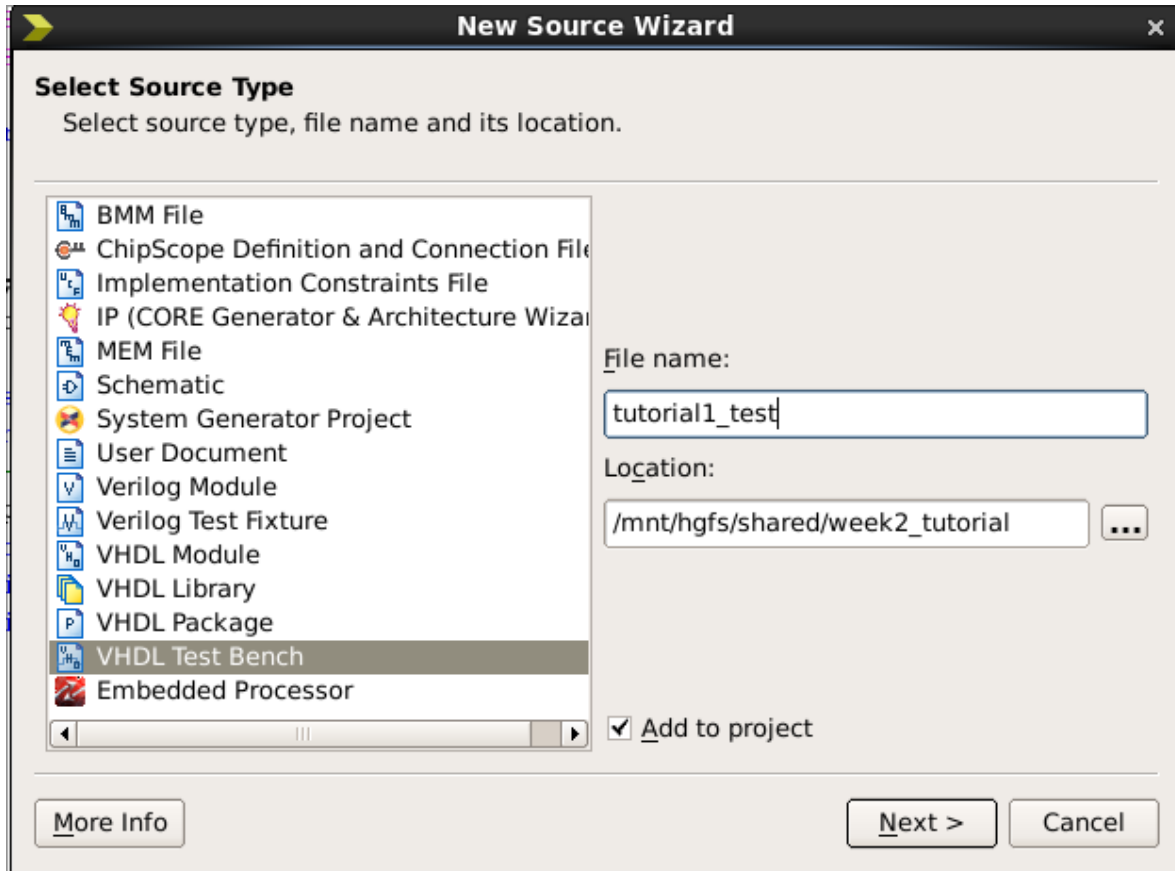 New Source Wizard
Select Source Type
Select source type, file name and its location.
BMM File
ChipScope Definition and Connection File
Implementation Constraints File
IP (CORE Generator & Architecture Wizar
MEM File
Schematic
System Generator Project
User Document
Verilog Module
Verilog Test Fixture
VHDL Module
VHDL Library
VHDL Package
VHDL Test Bench
Embedded Processor
File name:
tutorial1_test
Location:
/mnt/hgfs/shared/week2_tutorial
...
Add to project
More Info
Next >
Cancel